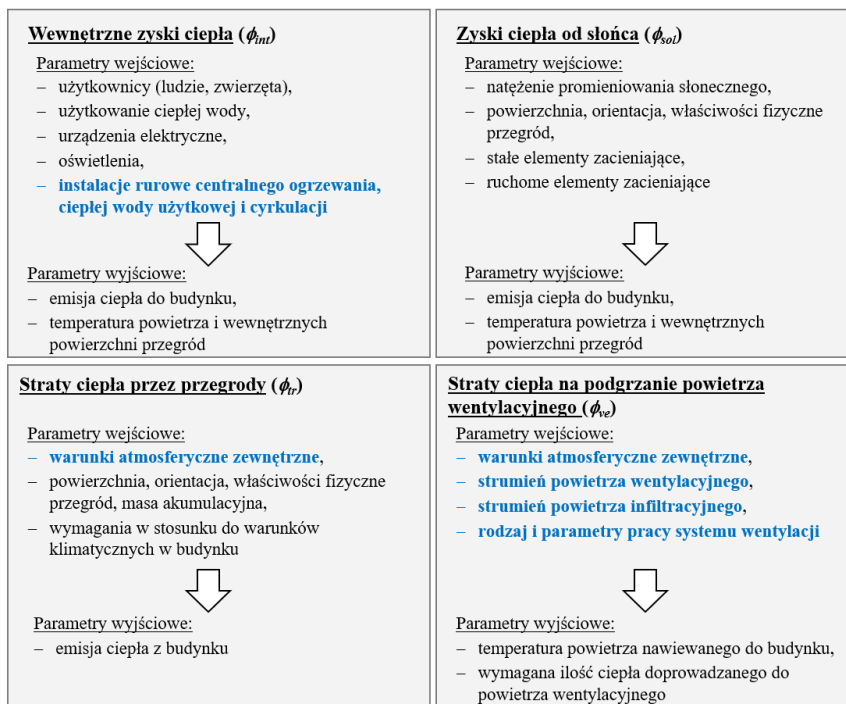 Wewnętrzne zyski ciepła (ϕint)
Parametry wejściowe:
– użytkownicy (ludzie, zwierzęta),
– użytkowanie ciepłej wody,
– urządzenia elektryczne,
– oświetlenia,
– instalacje rurowe centralnego ogrzewania,
ciepłej wody użytkowej i cyrkulacji
Parametry wyjściowe:
– emisja ciepła do budynku,
– temperatura powietrza i wewnętrznych
powierzchni przegród
Zyski ciepła od słońca (ϕsol)
Parametry wejściowe:
– natężenie promieniowania słonecznego,
– powierzchnia, orientacja, właściwości fizyczne
przegród,
– stałe elementy zacieniające,
– ruchome elementy zacieniające
Parametry wyjściowe:
– emisja ciepła do budynku,
– temperatura powietrza i wewnętrznych
powierzchni przegród
Straty ciepła przez przegrody (ϕtr)
Parametry wejściowe:
– warunki atmosferyczne zewnętrzne,
– powierzchnia, orientacja, właściwości fizyczne
przegród, masa akumulacyjna,
– wymagania w stosunku do warunków
klimatycznych w budynku
Parametry wyjściowe:
– emisja ciepła z budynku
Straty ciepła na podgrzanie powietrza
wentylacyjnego (ϕve)
Parametry wejściowe:
– warunki atmosferyczne zewnętrzne,
– strumień powietrza wentylacyjnego,
– strumień powietrza infiltracyjnego,
– rodzaj i parametry pracy systemu wentylacji
Parametry wyjściowe:
– temperatura powietrza nawiewanego do budynku,
– wymagana ilość ciepła doprowadzanego do
powietrza wentylacyjnego